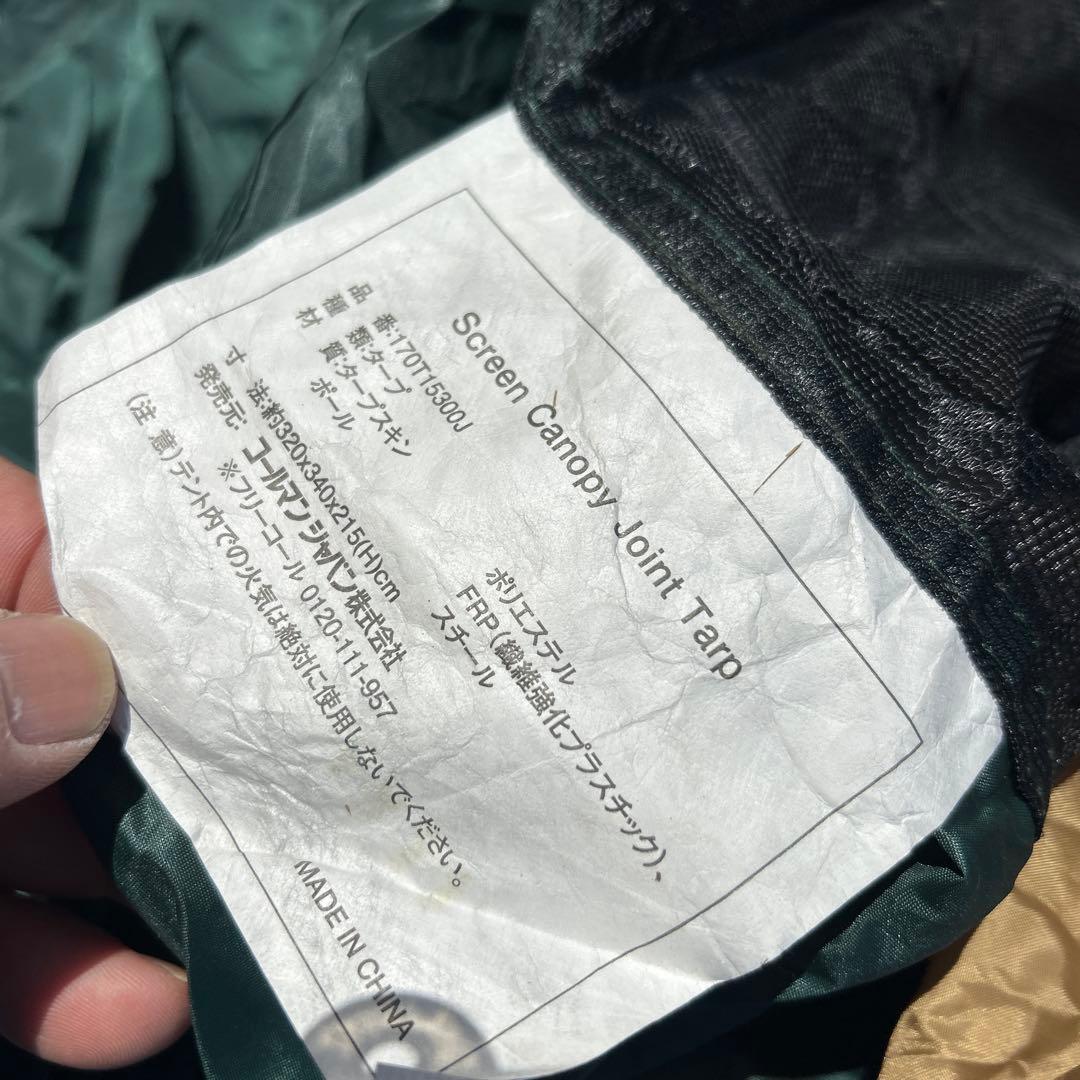 Screen Canopy Joint Tarp
品 番:170T15300J
種 類:タープ
材 質:タープスキン ポリエステル
ポール FRP(繊維強化プラスチック)、
スチール
寸 法:約320x340x215(H)cm
発売元: コールマン ジャパン株式会社
※フリーコール 0120-111-957
(注 意)テント内での火気は絶対に使用しないでください。
MADE IN CHINA